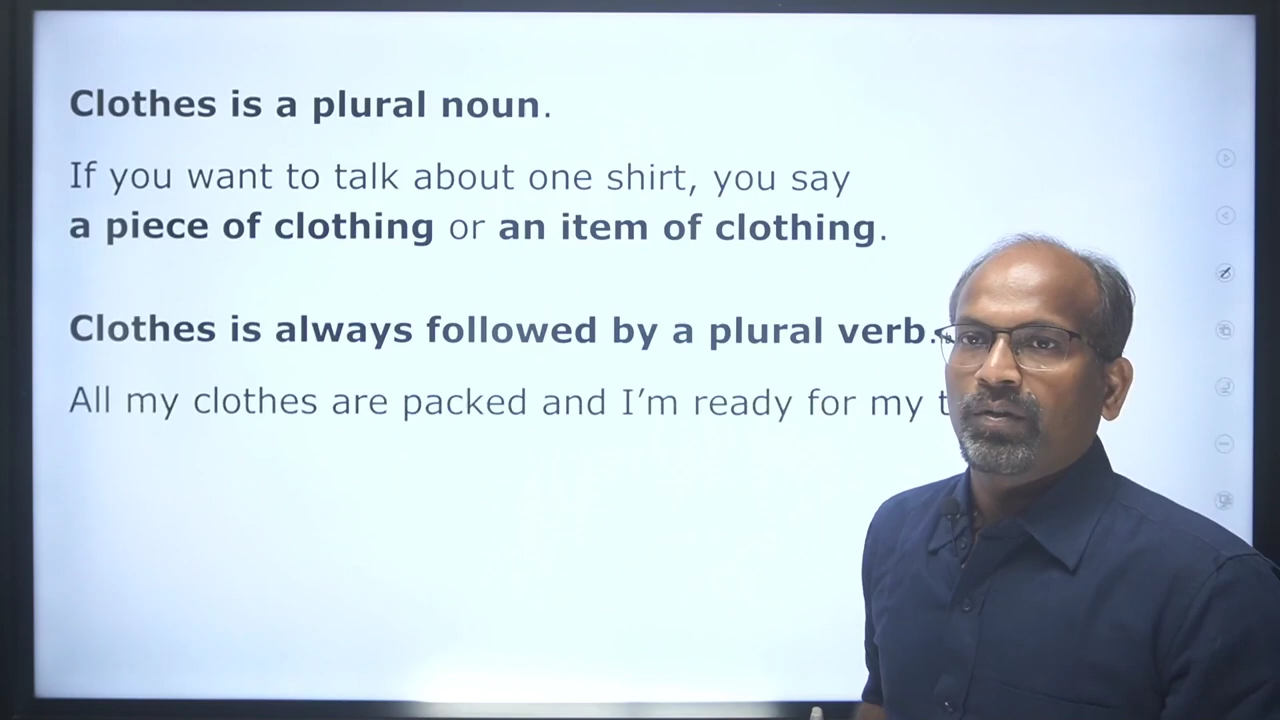 Clothes is a plural noun.
If you want to talk about one shirt, you say
a piece of clothing or an item of clothing.
Clothes is always followed by a plural verb.
All my clothes are packed and I’m ready for my